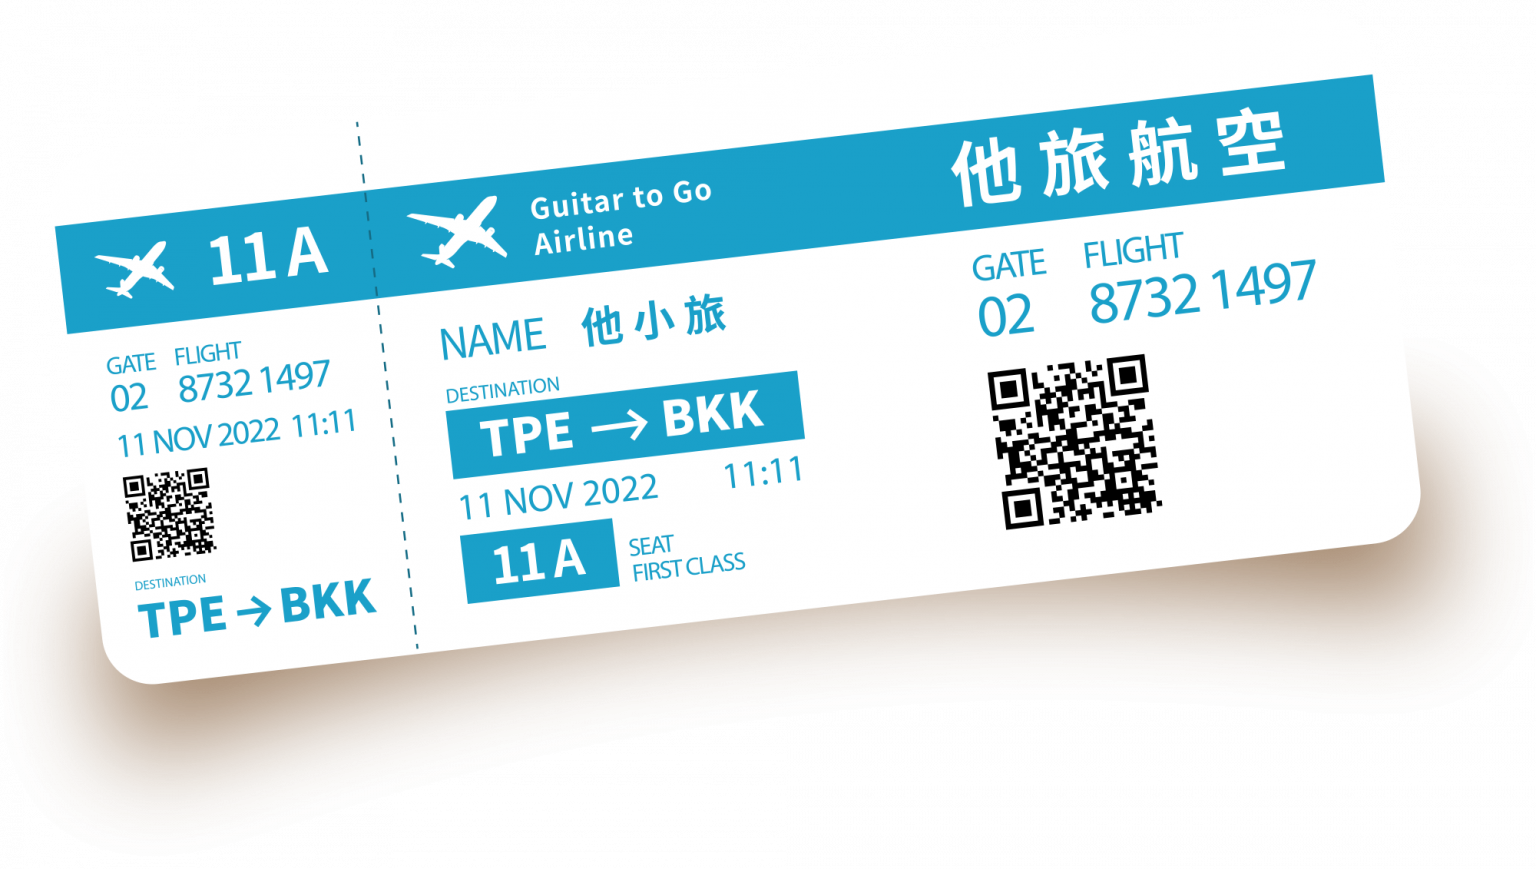 11 A
GATE FLIGHT
02 8732 1497
11 NOV 2022 11:11
DESTINATION
TPE → BKK
Guitar to Go
Airline
他旅航空
NAME 他小旅
DESTINATION
TPE → BKK
11 NOV 2022 11:11
11 A
SEAT
FIRST CLASS
GATE FLIGHT
02 8732 1497